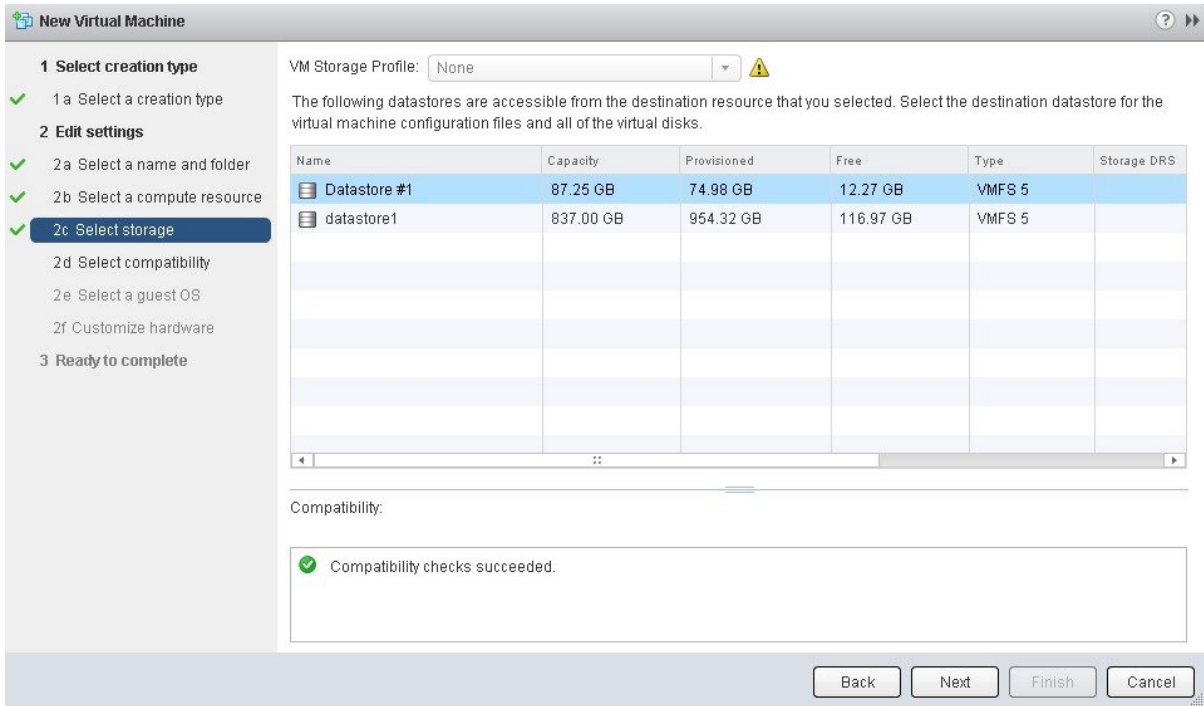 New Virtual Machine
1 Select creation type
1a Select a creation type
2 Edit settings
2a Select a name and folder
2b Select a compute resource
2c Select storage
2d Select compatibility
2e Select a guest OS
2f Customize hardware
3 Ready to complete
VM Storage Profile: None
The following datastores are accessible from the destination resource that you selected. Select the destination datastore for the
virtual machine configuration files and all of the virtual disks.
Name Capacity Provisioned Free Type Storage DRS
Datastore #1 87.25 GB 74.98 GB 12.27 GB VMFS 5
datastore1 837.00 GB 954.32 GB 116.97 GB VMFS 5
Compatibility:
Compatibility checks succeeded.
Back Next Finish Cancel